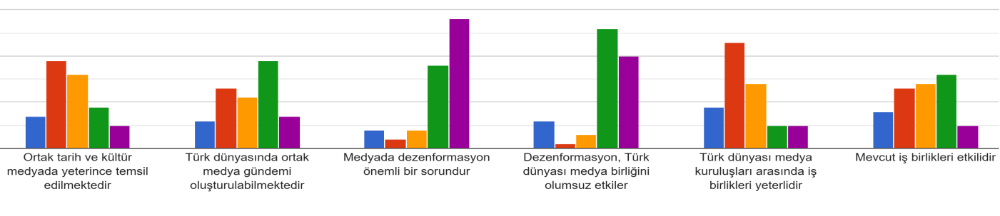 Ortak tarih ve kültür
medyada yeterince temsil
edilmektedir
Türk dünyasında ortak
medya gündemi
oluşturulabilmektedir
Medyada dezenformasyon
önemli bir sorundur
Dezenformasyon, Türk
dünyası medya birliğini
olumsuz etkiler
Türk dünyası medya
kuruluşları arasında iş
birlikleri yeterlidir
Mevcut iş birlikleri etkilidir